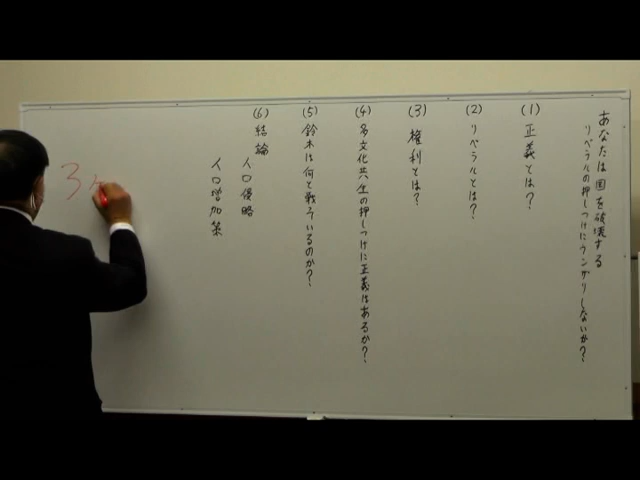 あなたは国を破壊する
リベラルの押しつけにウンザリしないか?
(1) 正義とは?
(2) リベラルとは?
(3) 権利とは?
(4) 多文化共生の押しつけに正義はあるか?
(5) 鈴木は何と戦っているのか?
(6) 結論
人口侵略
人口増加策
3